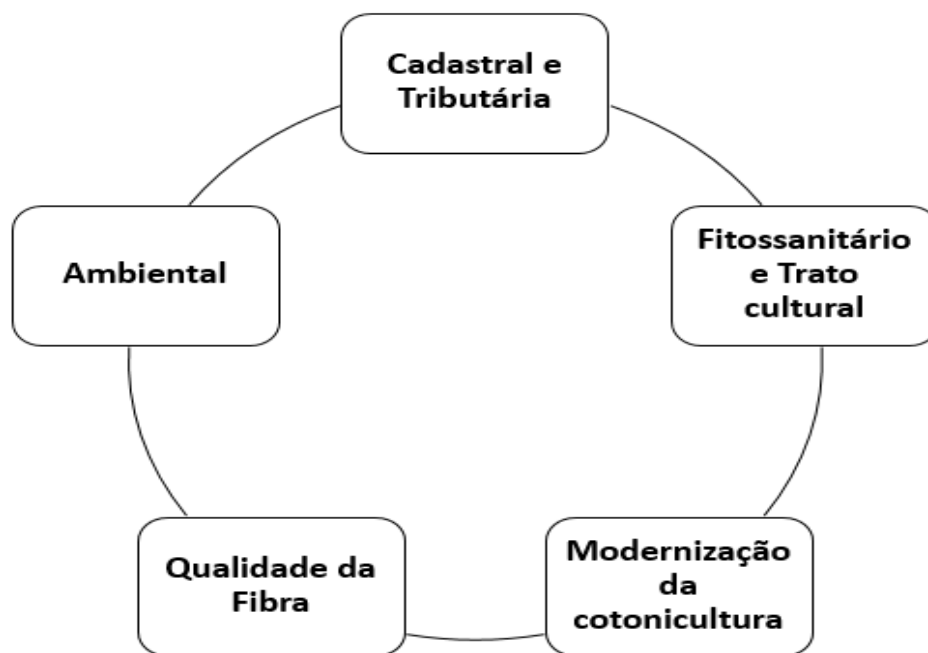 Cadastral e
Tributária
Fitossanitário
e Trato
cultural
Ambiental
Qualidade da
Fibra
Modernização
da
cotonicultura